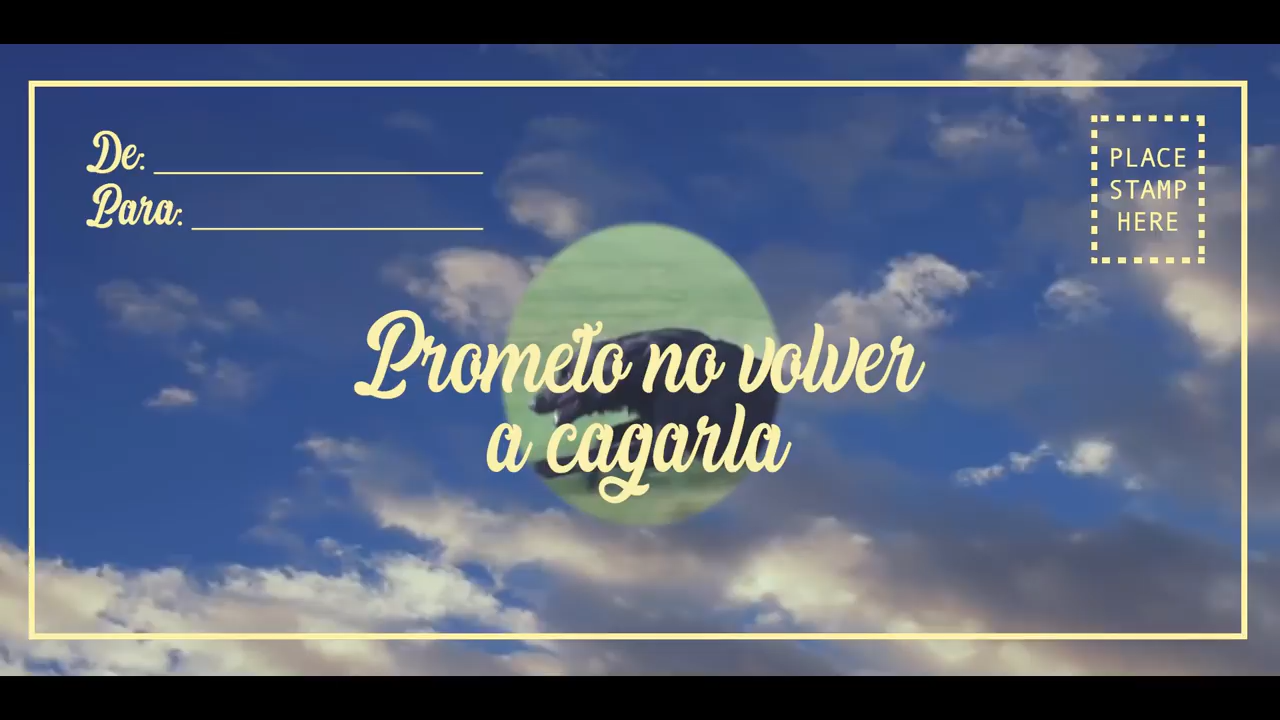 De:
Para:
PLACE
STAMP
HERE
Prometo no volver
a cagarla